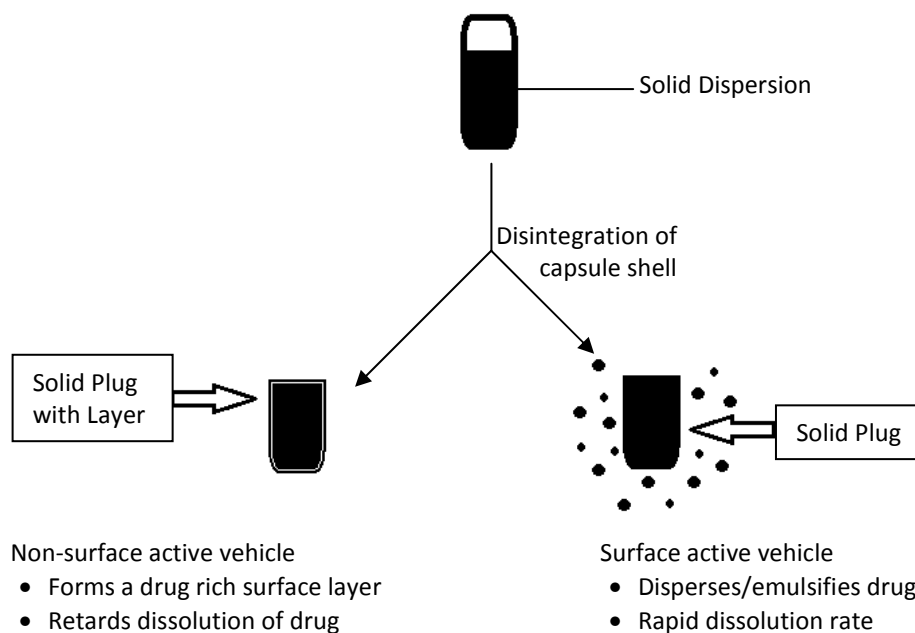 Solid Dispersion
Disintegration of
capsule shell
Solid Plug
with Layer
Solid Plug
Non-surface active vehicle
• Forms a drug rich surface layer
• Retards dissolution of drug
Surface active vehicle
• Disperses/emulsifies drug
• Rapid dissolution rate